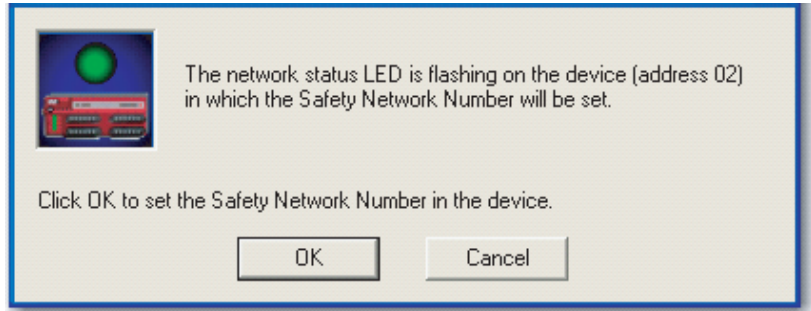 The network status LED is flashing on the device (address 02)
in which the Safety Network Number will be set.
Click OK to set the Safety Network Number in the device.
OK
Cancel